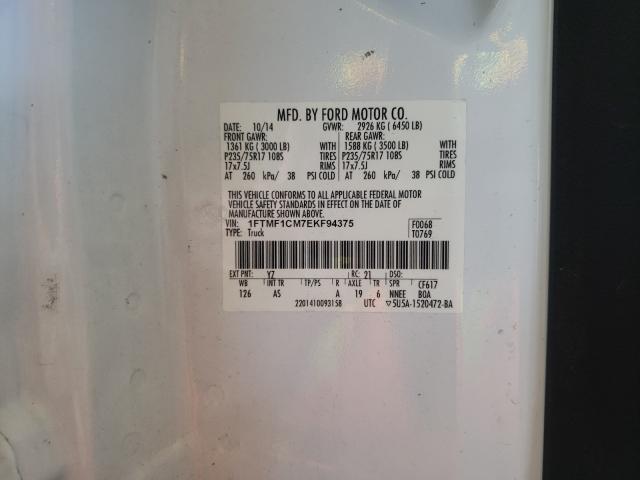 MFD. BY FORD MOTOR CO.
DATE: 10/14 GVWR: 2926 KG ( 6450 LB)
FRONT GAWR: REAR GAWR:
1361 KG ( 3000 LB) WITH 1588 KG ( 3500 LB) WITH
P235/75R17 108S TIRES P235/75R17 108S TIRES
17x7.5J RIMS 17x7.5J RIMS
AT 260 kPa/ 38 PSI COLD AT 260 kPa/ 38 PSI COLD
THIS VEHICLE CONFORMS TO ALL APPLICABLE FEDERAL MOTOR
VEHICLE SAFETY STANDARDS IN EFFECT ON THE DATE OF
MANUFACTURE SHOWN ABOVE.
VIN: 1FTMF1CM7EKF94375 F0068
TYPE: Truck T0769
EXT PNT: YZ RC: 21 DSO:
WB INT TR TP/PS R AXLE TR SPR CF617
126 AS A 19 6 NNEE BOA
2201410093158 UTC ▽5U5A-1520472-BA